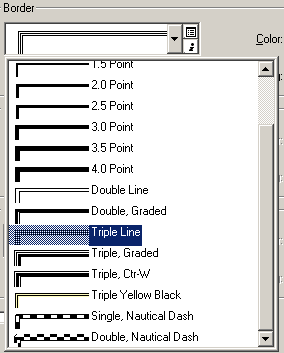 Border
Color:
1.5 Point
2.0 Point
2.5 Point
3.0 Point
3.5 Point
4.0 Point
Double Line
Double, Graded
Triple Line
Triple, Graded
Triple, Ctr-W
Triple Yellow Black
Single, Nautical Dash
Double, Nautical Dash